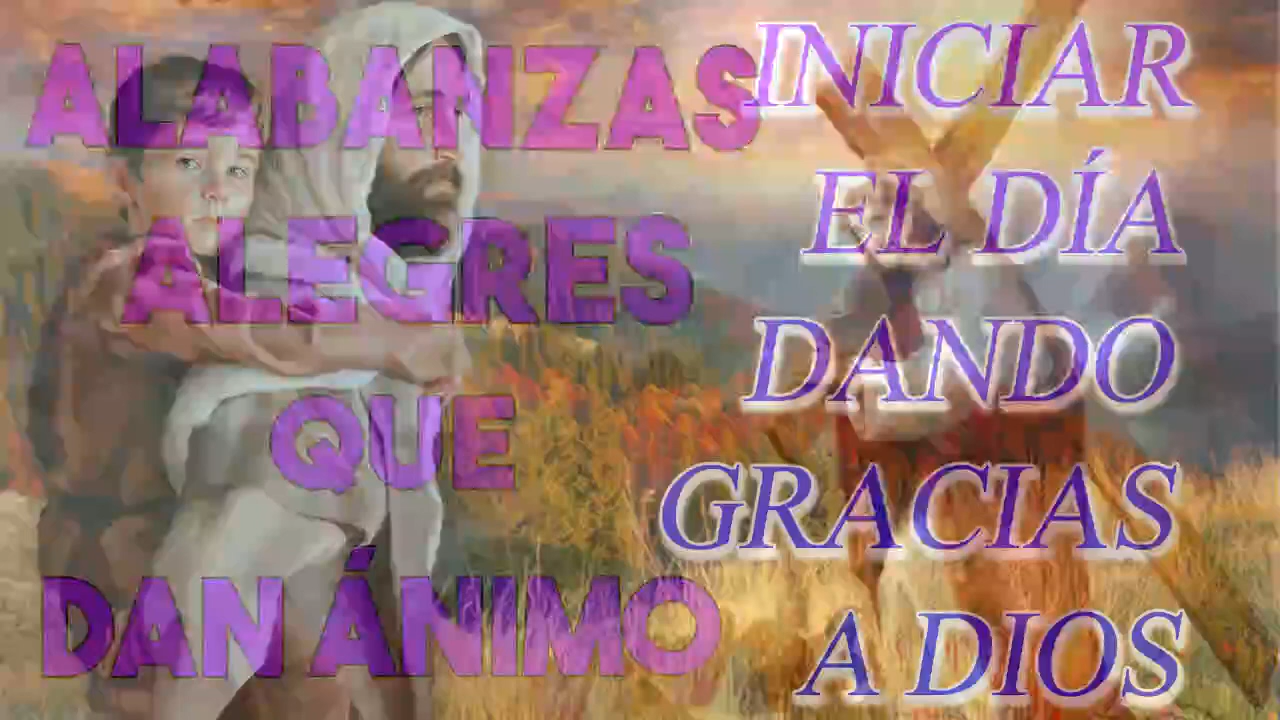 ALABANZAS
ALEGRES
QUE
DAN ÁNIMO
INICIAR
EL DÍA
DANDO
GRACIAS
A DIOS